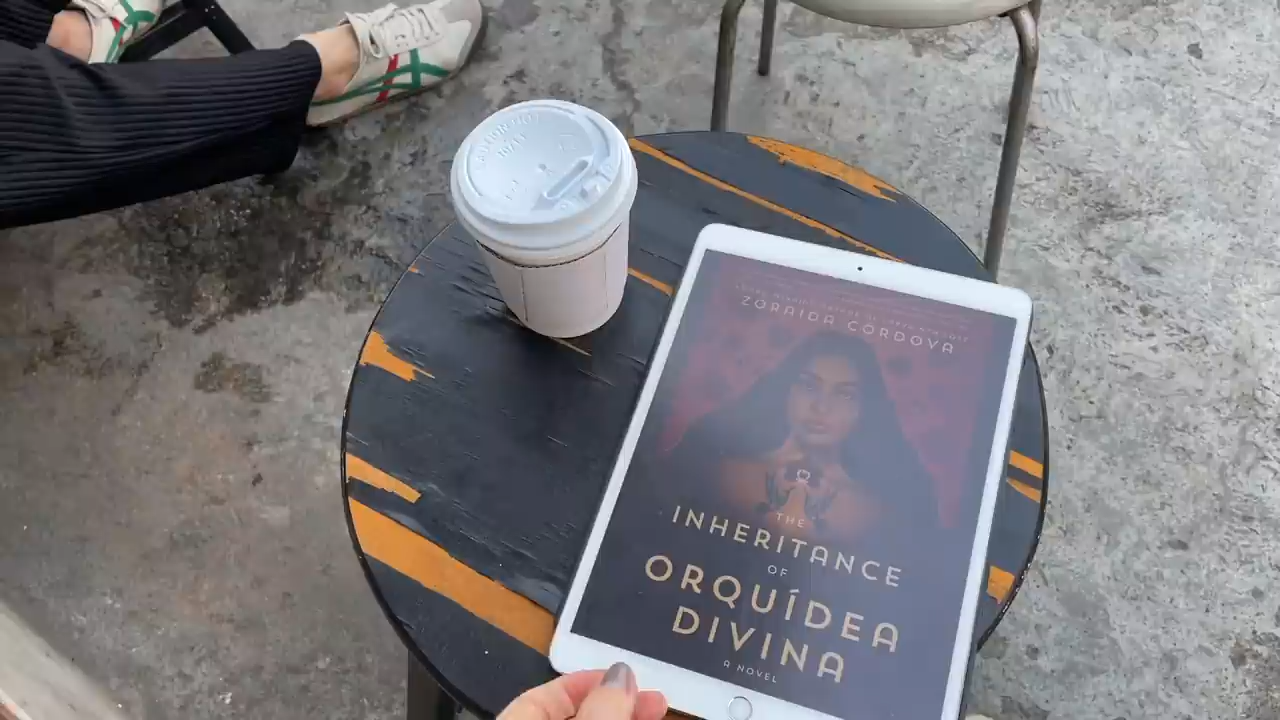 ZORAIDA CÓRDOVA
THE
INHERITANCE
OF
ORQUÍDEA
DIVINA
A NOVEL